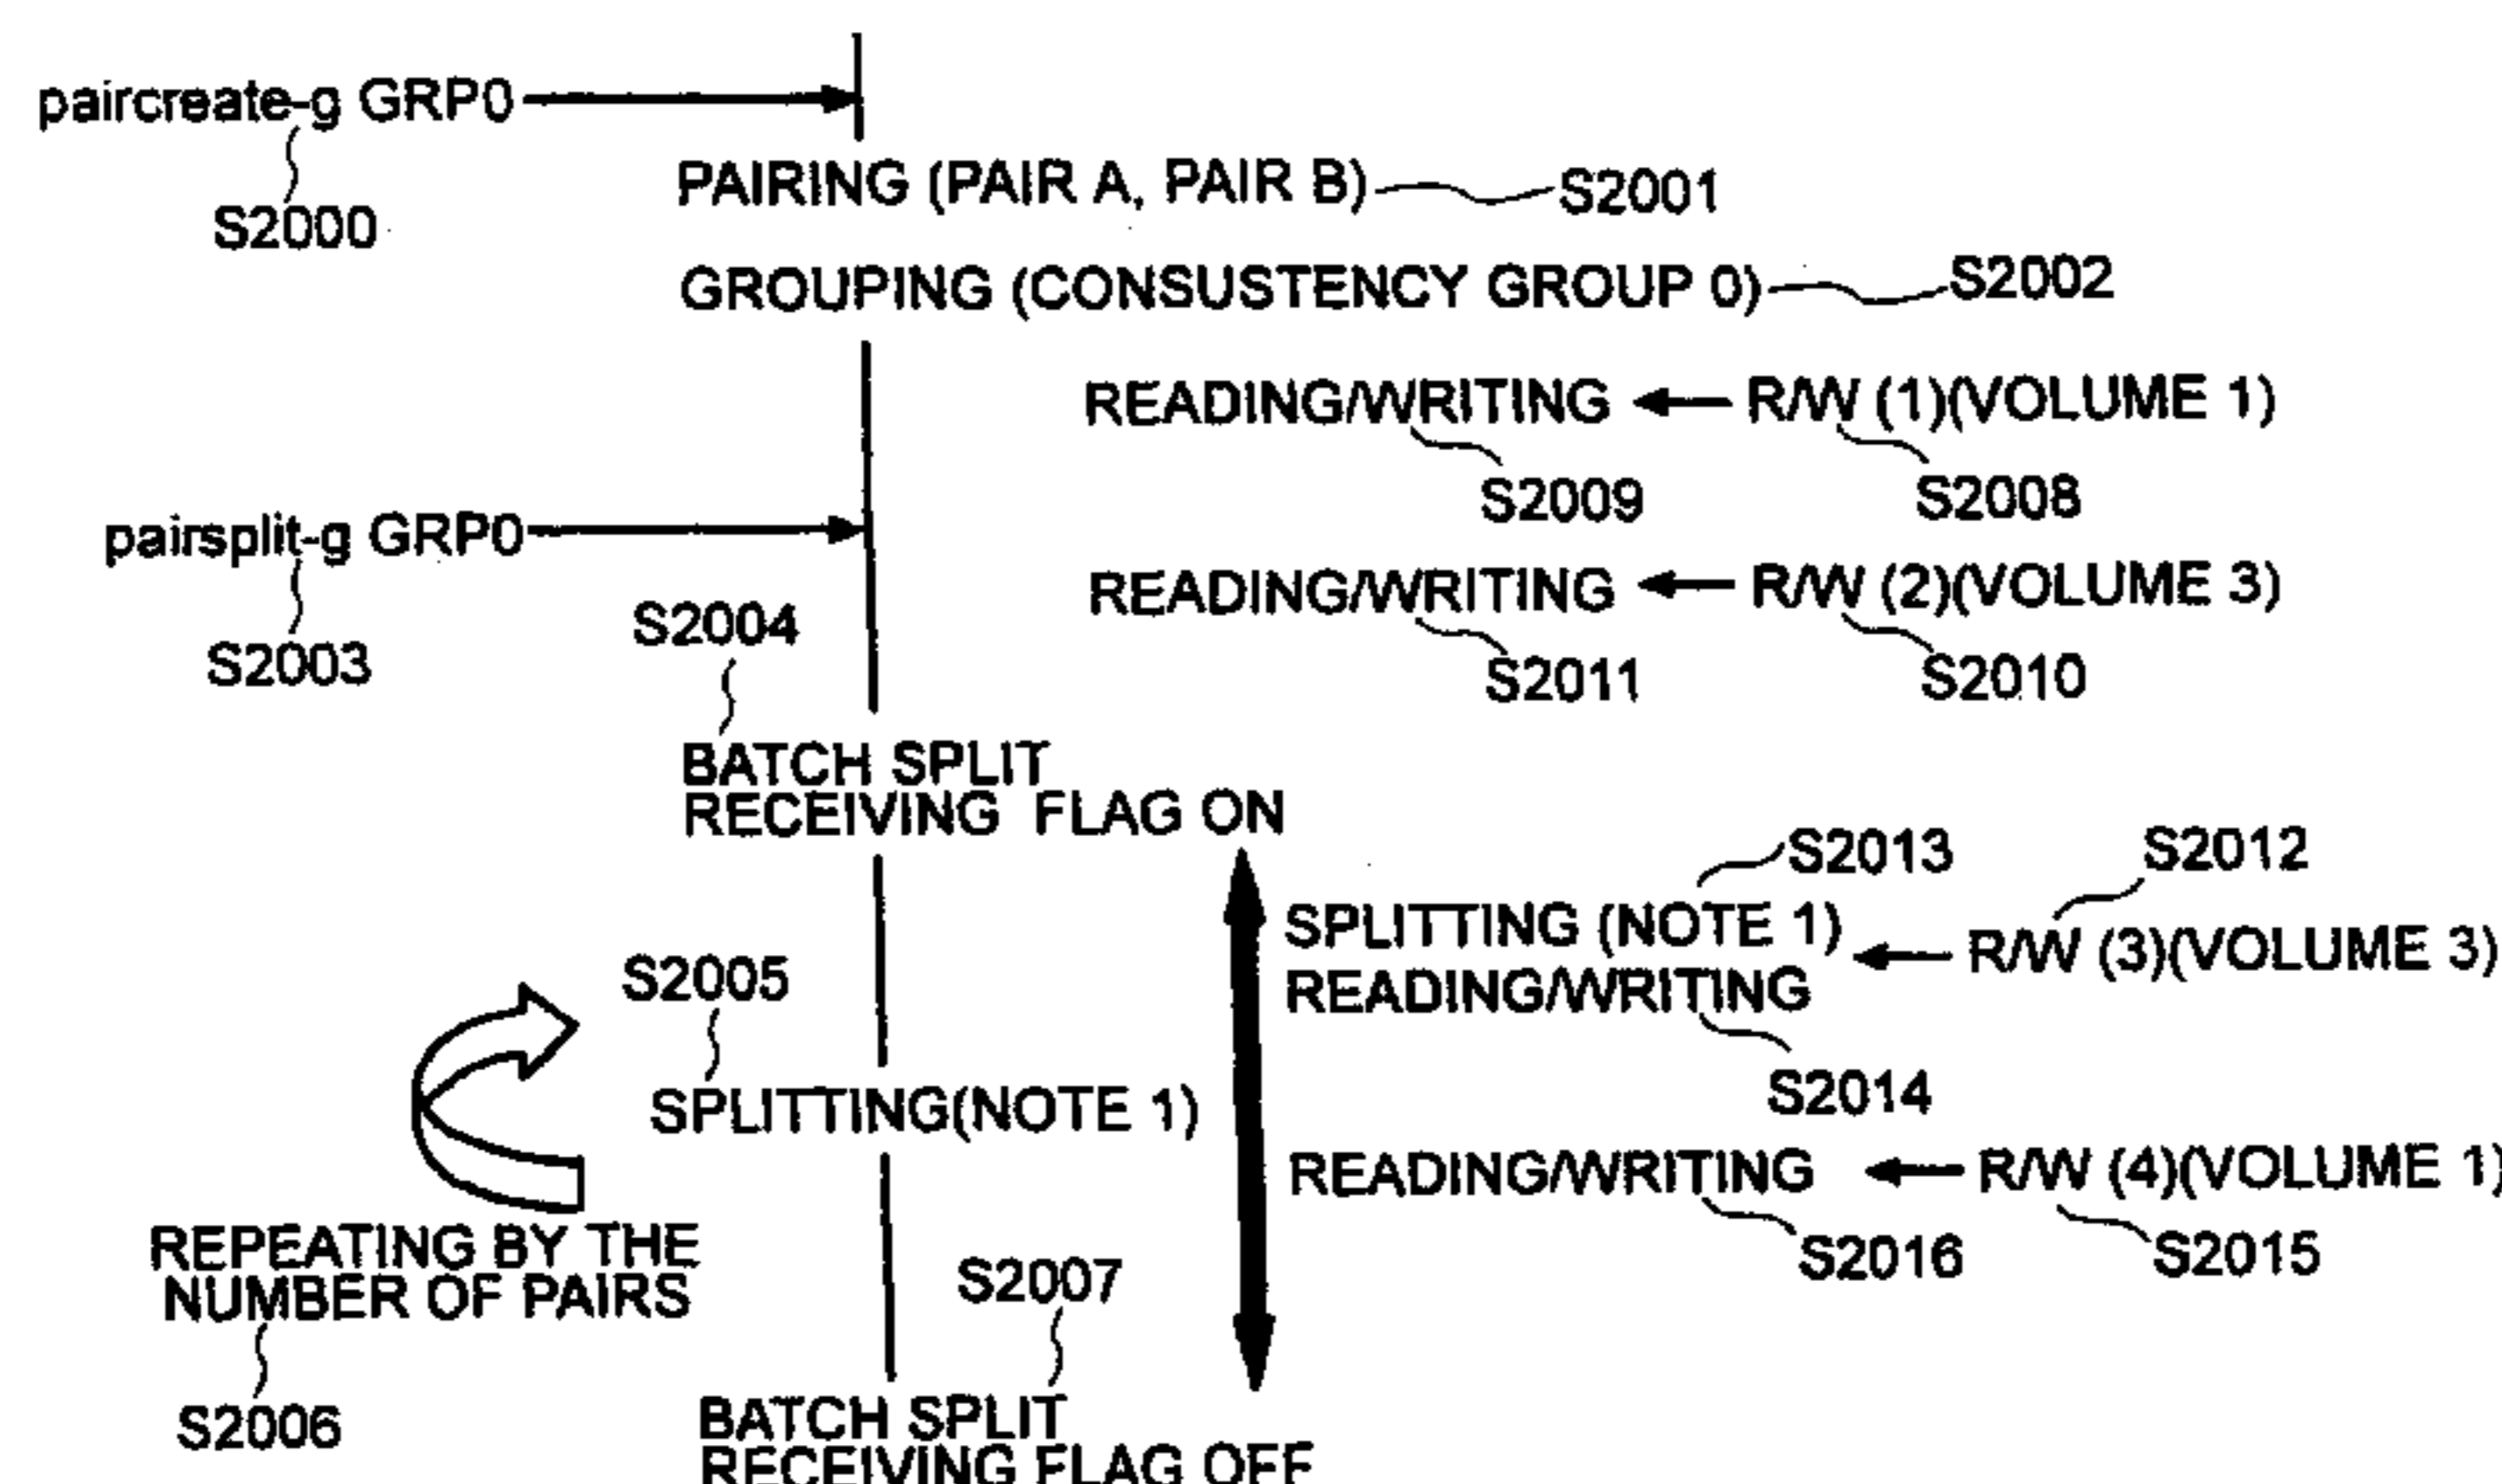 paircreate-g GRP0
S2000
PAIRING (PAIR A, PAIR B)
S2001
GROUPING (CONSUSTENCY GROUP 0)
S2002
READING/WRITING
R/W (1)(VOLUME 1)
S2009
S2008
pairsplit-g GRP0
S2003
READING/WRITING
R/W (2)(VOLUME 3)
S2011
S2010
S2004
BATCH SPLIT
RECEIVING FLAG ON
S2013
S2012
SPLITTING (NOTE 1)
READING/WRITING
R/W (3)(VOLUME 3)
S2014
S2005
SPLITTING(NOTE 1)
READING/WRITING
R/W (4)(VOLUME 1)
S2016
S2015
REPEATING BY THE
NUMBER OF PAIRS
S2006
S2007
BATCH SPLIT
RECEIVING FLAG OFF